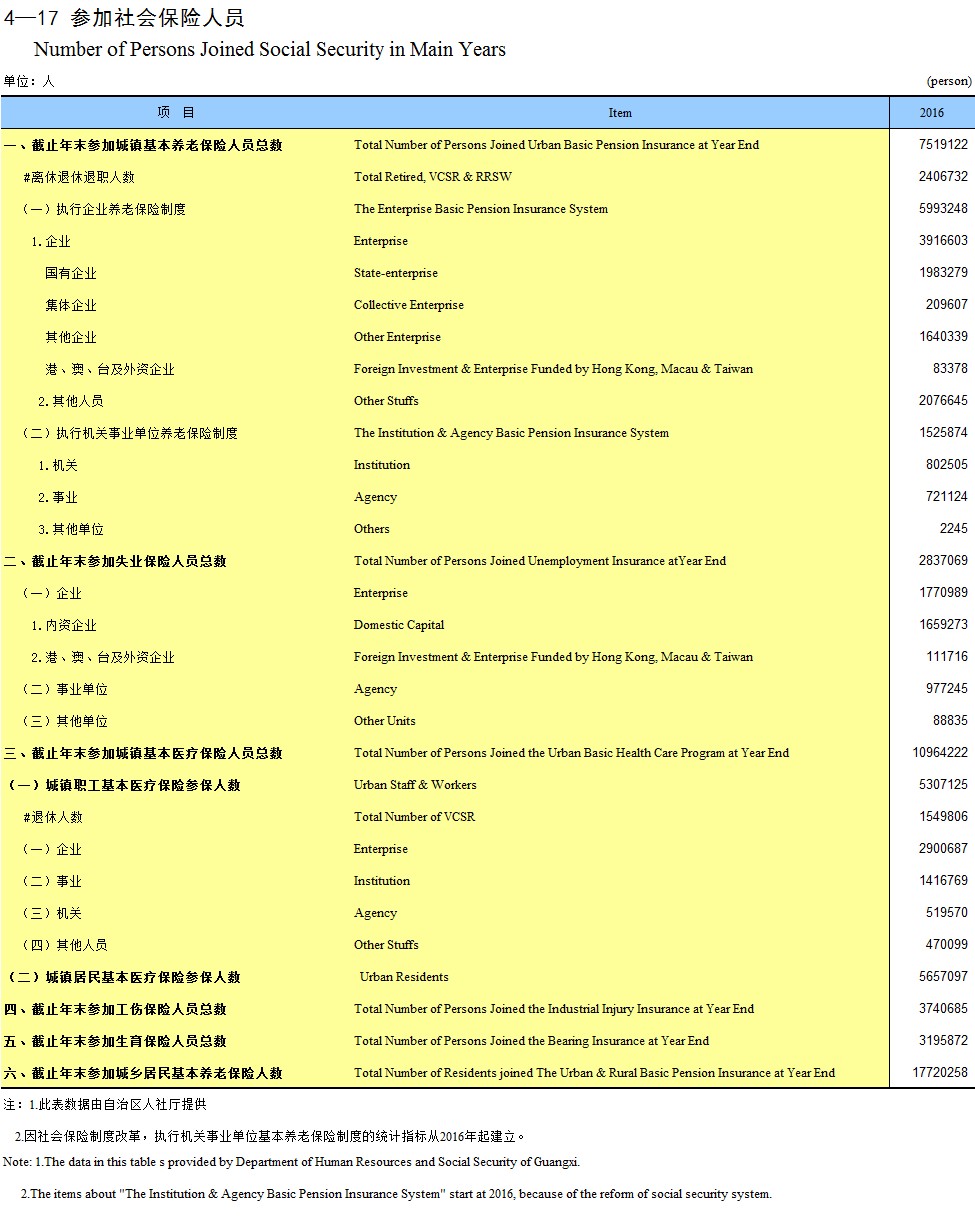 4—17 参加社会保险人员
Number of Persons Joined Social Security in Main Years
单位：人 (person)
项 目 Item 2016
一、截止年末参加城镇基本养老保险人员总数 Total Number of Persons Joined Urban Basic Pension Insurance at Year End 7519122
#离休退休退职人数 Total Retired, VCSR & RRSW 2406732
（一）执行企业养老保险制度 The Enterprise Basic Pension Insurance System 5993248
1.企业 Enterprise 3916603
国有企业 State-enterprise 1983279
集体企业 Collective Enterprise 209607
其他企业 Other Enterprise 1640339
港、澳、台及外资企业 Foreign Investment & Enterprise Funded by Hong Kong, Macau & Taiwan 83378
2.其他人员 Other Stuffs 2076645
（二）执行机关事业单位养老保险制度 The Institution & Agency Basic Pension Insurance System 1525874
1.机关 Institution 802505
2.事业 Agency 721124
3.其他单位 Others 2245
二、截止年末参加失业保险人员总数 Total Number of Persons Joined Unemployment Insurance atYear End 2837069
（一）企业 Enterprise 1770989
1.内资企业 Domestic Capital 1659273
2.港、澳、台及外资企业 Foreign Investment & Enterprise Funded by Hong Kong, Macau & Taiwan 111716
（二）事业单位 Agency 977245
（三）其他单位 Other Units 88835
三、截止年末参加城镇基本医疗保险人员总数 Total Number of Persons Joined the Urban Basic Health Care Program at Year End 10964222
（一）城镇职工基本医疗保险参保人数 Urban Staff & Workers 5307125
#退休人数 Total Number of VCSR 1549806
（一）企业 Enterprise 2900687
（二）事业 Institution 1416769
（三）机关 Agency 519570
（四）其他人员 Other Stuffs 470099
（二）城镇居民基本医疗保险参保人数 Urban Residents 5657097
四、截止年末参加工伤保险人员总数 Total Number of Persons Joined the Industrial Injury Insurance at Year End 3740685
五、截止年末参加生育保险人员总数 Total Number of Persons Joined the Bearing Insurance at Year End 3195872
六、截止年末参加城乡居民基本养老保险人数 Total Number of Residents joined The Urban & Rural Basic Pension Insurance at Year End 17720258
注：1.此表数据由自治区人社厅提供
2.因社会保险制度改革，执行机关事业单位基本养老保险制度的统计指标从2016年起建立。
Note: 1.The data in this table s provided by Department of Human Resources and Social Security of Guangxi.
2.The items about "The Institution & Agency Basic Pension Insurance System" start at 2016, because of the reform of social security system.